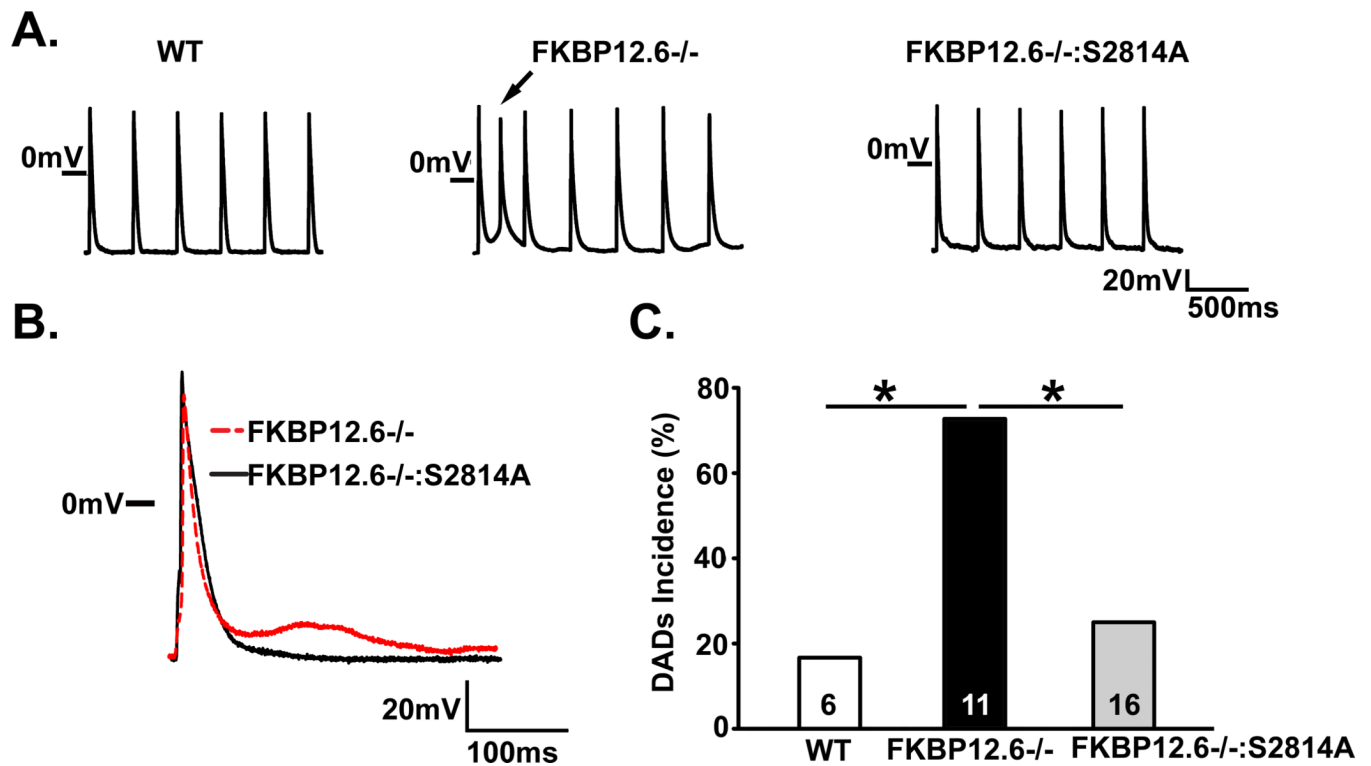 A.
WT
FKBP12.6-/-
FKBP12.6-/-:S2814A
0mV
0mV
0mV
20mV
500ms
B.
FKBP12.6-/-
FKBP12.6-/-:S2814A
0mV
20mV
100ms
C.
DADs Incidence (%)
80
60
40
20
0
*
*
6
11
16
WT
FKBP12.6-/-
FKBP12.6-/-:S2814A